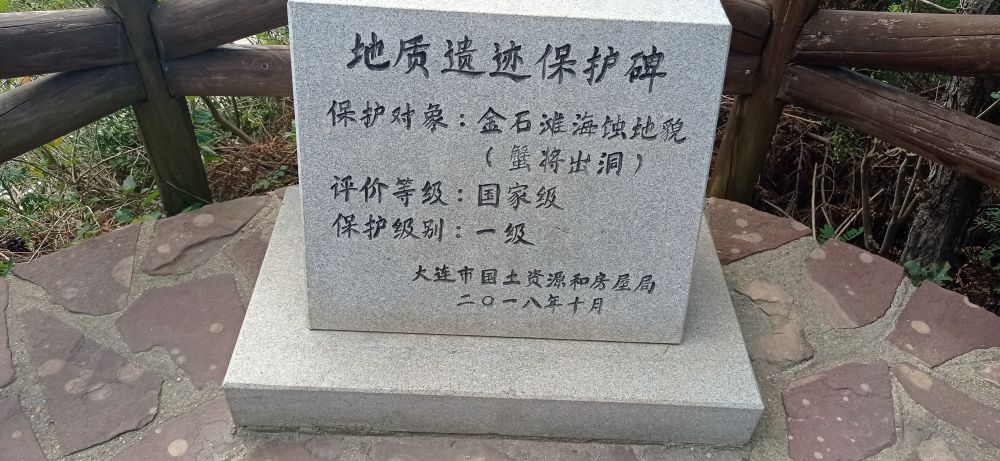 地质遗迹保护碑
保护对象：金石滩海蚀地貌
（蟹将出洞）
评价等级：国家级
保护级别：一级
大连市国土资源和房屋局
二〇一八年十月